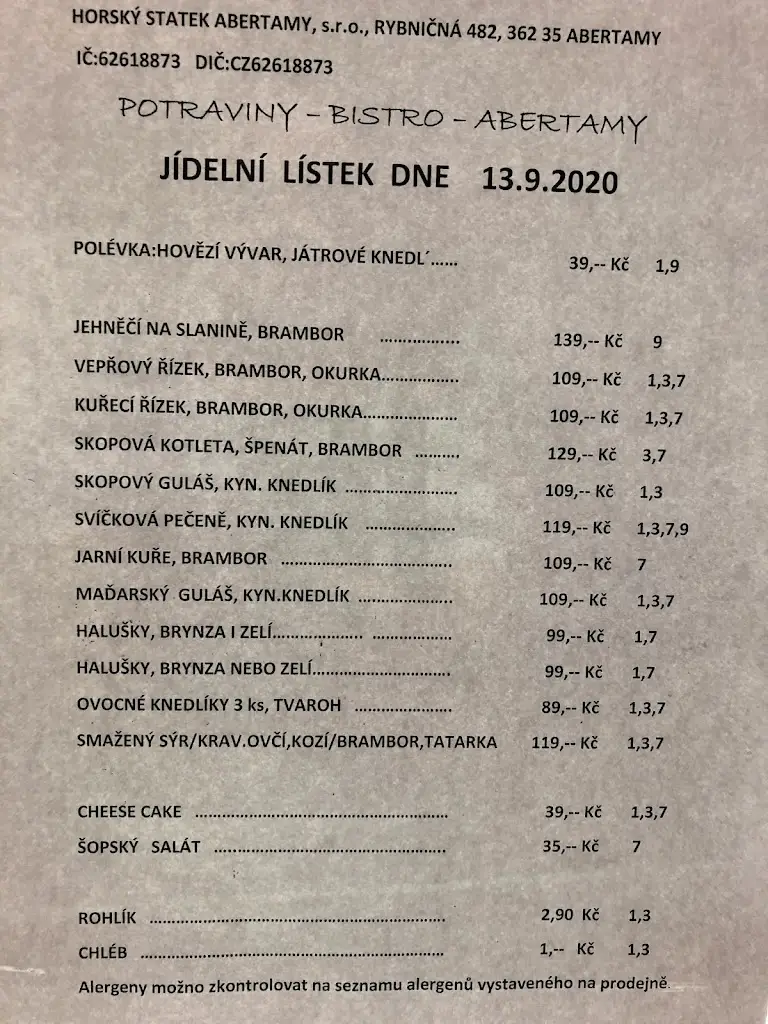 HORSKÝ STATEK ABERTAMY, s.r.o., RYBNIČNÁ 482, 362 35 ABERTAMY
IČ:62618873 DIČ:CZ62618873
POTRAVINY – BISTRO – ABERTAMY
JÍDELNÍ LÍSTEK DNE 13.9.2020
POLÉVKA:HOVĚZÍ VÝVAR, JÁTROVÉ KNEDL´...... 39,-- Kč 1,9
JEHNĚČÍ NA SLANINĚ, BRAMBOR ................. 139,-- Kč 9
VEPŘOVÝ ŘÍZEK, BRAMBOR, OKURKA................ 109,-- Kč 1,3,7
KUŘECÍ ŘÍZEK, BRAMBOR, OKURKA.................... 109,-- Kč 1,3,7
SKOPOVÁ KOTLETA, ŠPENÁT, BRAMBOR .......... 129,-- Kč 3,7
SKOPOVÝ GULÁŠ, KYN. KNEDLÍK ........................ 109,-- Kč 1,3
SVÍČKOVÁ PEČENĚ, KYN. KNEDLÍK ................... 119,-- Kč 1,3,7,9
JARNÍ KUŘE, BRAMBOR ..................................... 109,-- Kč 7
MAĎARSKÝ GULÁŠ, KYN.KNEDLÍK .................... 109,-- Kč 1,3,7
HALUŠKY, BRYNZA I ZELÍ................... ................. 99,-- Kč 1,7
HALUŠKY, BRYNZA NEBO ZELÍ............................. 99,-- Kč 1,7
OVOCNÉ KNEDLÍKY 3 ks, TVAROH ..................... 89,-- Kč 1,3,7
SMAŽENÝ SÝR/KRAV.OVČÍ,KOZÍ/BRAMBOR,TATARKA 119,-- Kč 1,3,7
CHEESE CAKE ...................................................... 39,-- Kč 1,3,7
ŠOPSKÝ SALÁT .................................................. 35,-- Kč 7
ROHLÍK ................................................................ 2,90 Kč 1,3
CHLÉB .................................................................. 1,-- Kč 1,3
Alergeny možno zkontrolovat na seznamu alergenů vystaveného na prodejně.